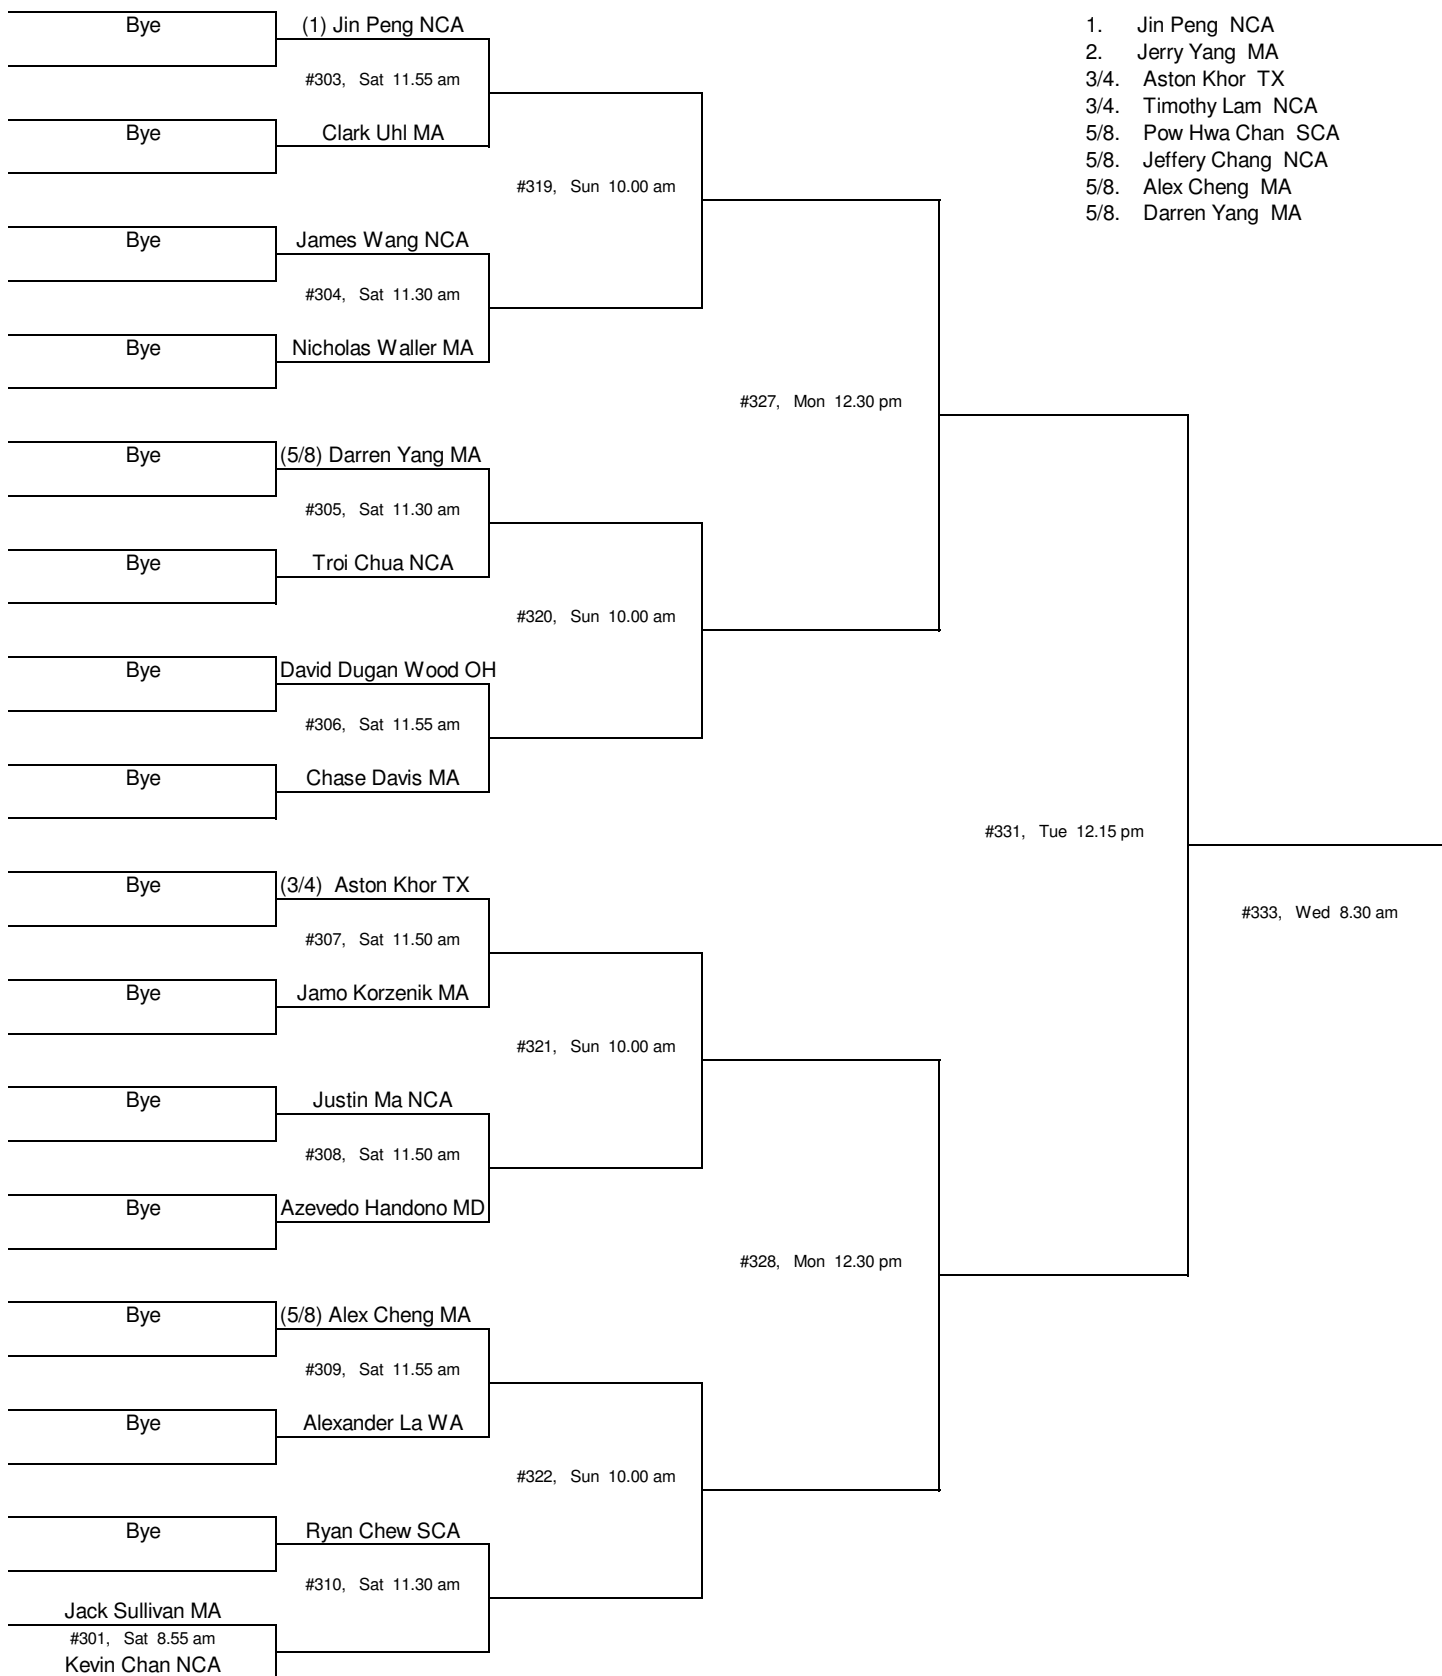 Bye (1) Jin Peng NCA 1. Jin Peng NCA
2. Jerry Yang MA
#303, Sat 11.55 am 3/4. Aston Khor TX
3/4. Timothy Lam NCA
Bye Clark Uhl MA 5/8. Pow Hwa Chan SCA
5/8. Jeffery Chang NCA
#319, Sun 10.00 am 5/8. Alex Cheng MA
5/8. Darren Yang MA
Bye James Wang NCA
#304, Sat 11.30 am
Bye Nicholas Waller MA
#327, Mon 12.30 pm
Bye (5/8) Darren Yang MA
#305, Sat 11.30 am
Bye Troi Chua NCA
#320, Sun 10.00 am
Bye David Dugan Wood OH
#306, Sat 11.55 am
Bye Chase Davis MA
#331, Tue 12.15 pm
Bye (3/4) Aston Khor TX
#333, Wed 8.30 am
#307, Sat 11.50 am
Bye Jamo Korzenik MA
#321, Sun 10.00 am
Bye Justin Ma NCA
#308, Sat 11.50 am
Bye Azevedo Handono MD
#328, Mon 12.30 pm
Bye (5/8) Alex Cheng MA
#309, Sat 11.55 am
Bye Alexander La WA
#322, Sun 10.00 am
Bye Ryan Chew SCA
#310, Sat 11.30 am
Jack Sullivan MA
#301, Sat 8.55 am
Kevin Chan NCA